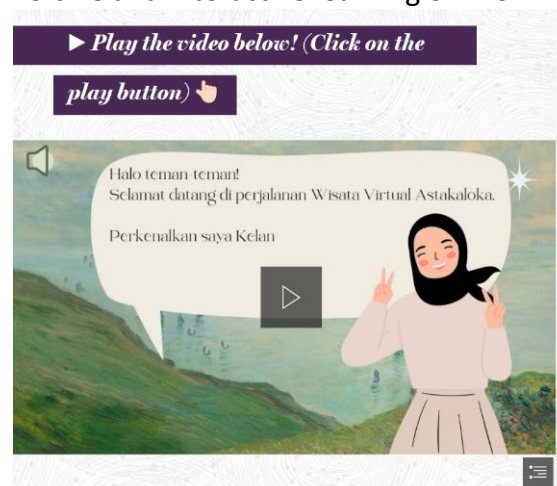 ▶ Play the video below! (Click on the
play button) 👆🏻
Halo teman-teman!
Selamat datang di perjalanan Wisata Virtual Astakaloka.
Perkenalkan saya Kelan